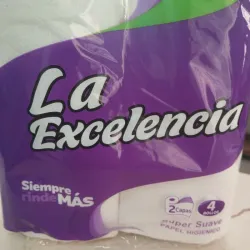 La
Excelencia
Siempre
rinde MÁS
2 Capas
4
Super Suave
PAPEL HIGIÉNICO